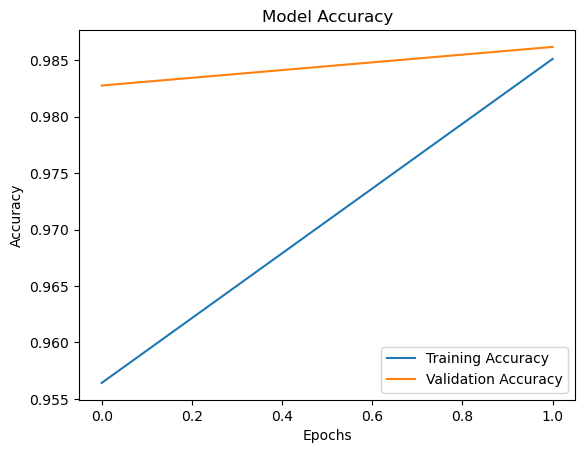 Model Accuracy
0.985
0.980
0.975
0.970
0.965
0.960
0.955
Accuracy
0.0 0.2 0.4 0.6 0.8 1.0
Epochs
Training Accuracy
Validation Accuracy